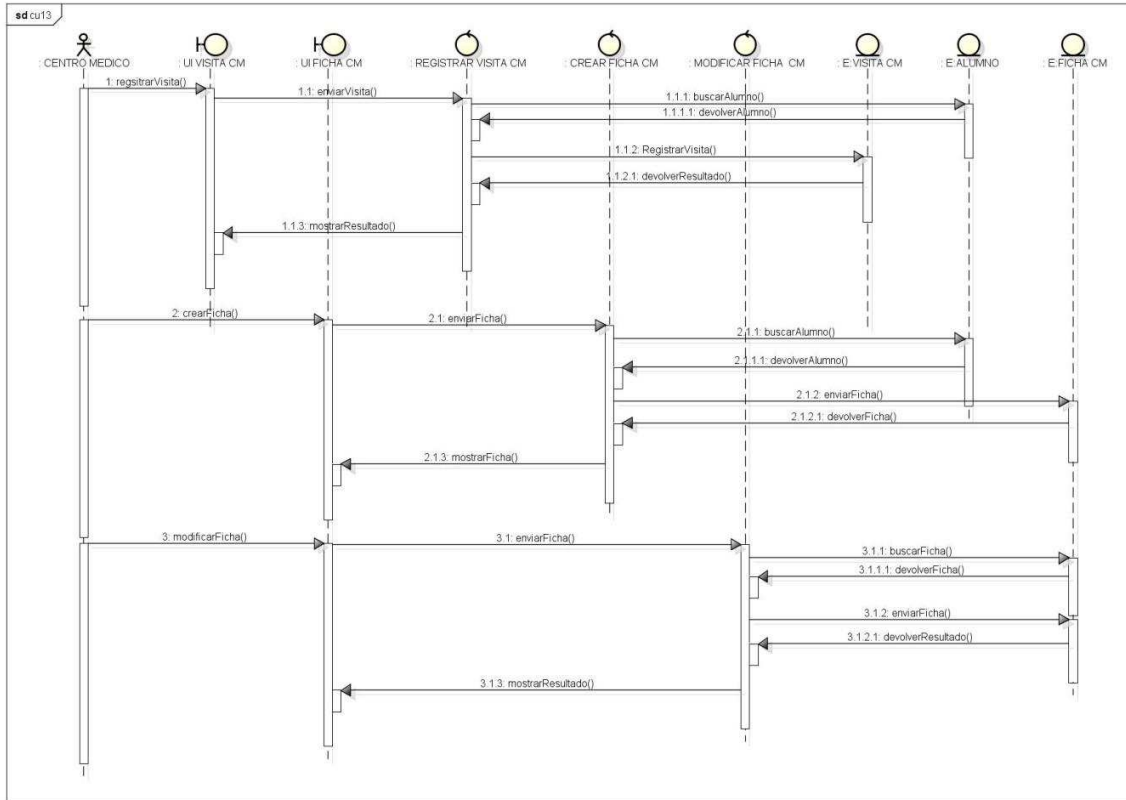 sd cu13
: CENTRO MEDICO
: UI VISITA CM
: UI FICHA CM
: REGISTRAR VISITA CM
: CREAR FICHA CM
: MODIFICAR FICHA CM
: E:VISITA CM
: E:ALUMNO
: E:FICHA CM
1: regsitrarVisita()
1.1: enviarVisita()
1.1.1: buscarAlumno()
1.1.1.1: devolverAlumno()
1.1.2: RegistrarVisita()
1.1.2.1: devolverResultado()
1.1.3: mostrarResultado()
2: crearFicha()
2.1: enviarFicha()
2.1.1: buscarAlumno()
2.1.1.1: devolverAlumno()
2.1.2: enviarFicha()
2.1.2.1: devolverFicha()
2.1.3: mostrarFicha()
3: modificarFicha()
3.1: enviarFicha()
3.1.1: buscarFicha()
3.1.1.1: devolverFicha()
3.1.2: enviarFicha()
3.1.2.1: devolverResultado()
3.1.3: mostrarResultado()